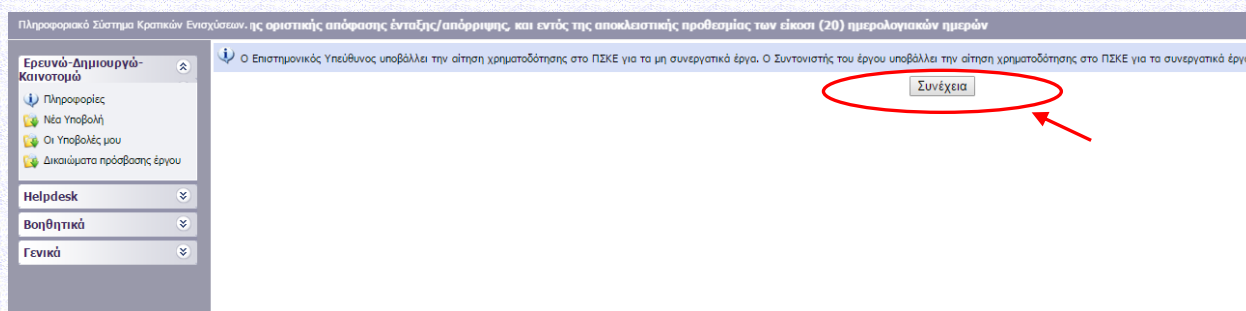 Πληροφοριακό Σύστημα Κρατικών Ενισχύσεων. ης οριστικής απόφασης ένταξης/απόρριψης, και εντός της αποκλειστικής προθεσμίας των είκοσι (20) ημερολογιακών ημερών
Ερευνώ-Δημιουργώ-
Καινοτομώ
Πληροφορίες
Νέα Υποβολή
Οι Υποβολές μου
Δικαιώματα πρόσβασης έργου
Helpdesk
Βοηθητικά
Γενικά
Ο Επιστημονικός Υπεύθυνος υποβάλλει την αίτηση χρηματοδότησης στο ΠΣΚΕ για τα μη συνεργατικά έργα. Ο Συντονιστής του έργου υποβάλλει την αίτηση χρηματοδότησης στο ΠΣΚΕ για τα συνεργατικά έργ
Συνέχεια